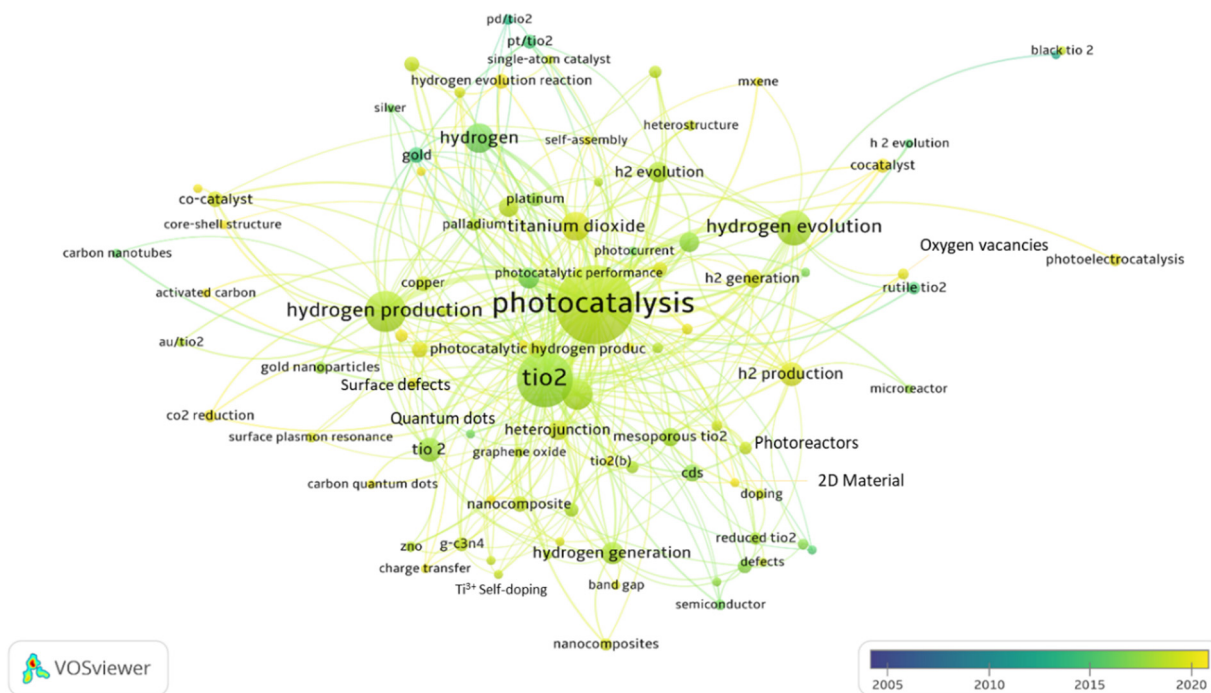 pd/tio2
pt/tio2
black tio 2
single-atom catalyst
hydrogen evolution reaction
mxene
silver
heterostructure
hydrogen
self-assembly
h 2 evolution
gold
cocatalyst
h2 evolution
co-catalyst
platinum
core-shell structure
palladium
titanium dioxide
hydrogen evolution
Oxygen vacancies
carbon nanotubes
photocurrent
photoelectrocatalysis
photocatalytic performance
copper
h2 generation
rutile tio2
activated carbon
hydrogen production
photocatalysis
au/tio2
photocatalytic hydrogen produc
gold nanoparticles
h2 production
Surface defects
tio2
microreactor
co2 reduction
Quantum dots
surface plasmon resonance
heterojunction
mesoporous tio2
Photoreactors
tio 2
graphene oxide
tio2(b)
cds
carbon quantum dots
2D Material
doping
nanocomposite
reduced tio2
zno
g-c3n4
hydrogen generation
charge transfer
defects
Ti³⁺ Self-doping
band gap
semiconductor
nanocomposites
VOSviewer
2005
2010
2015
2020